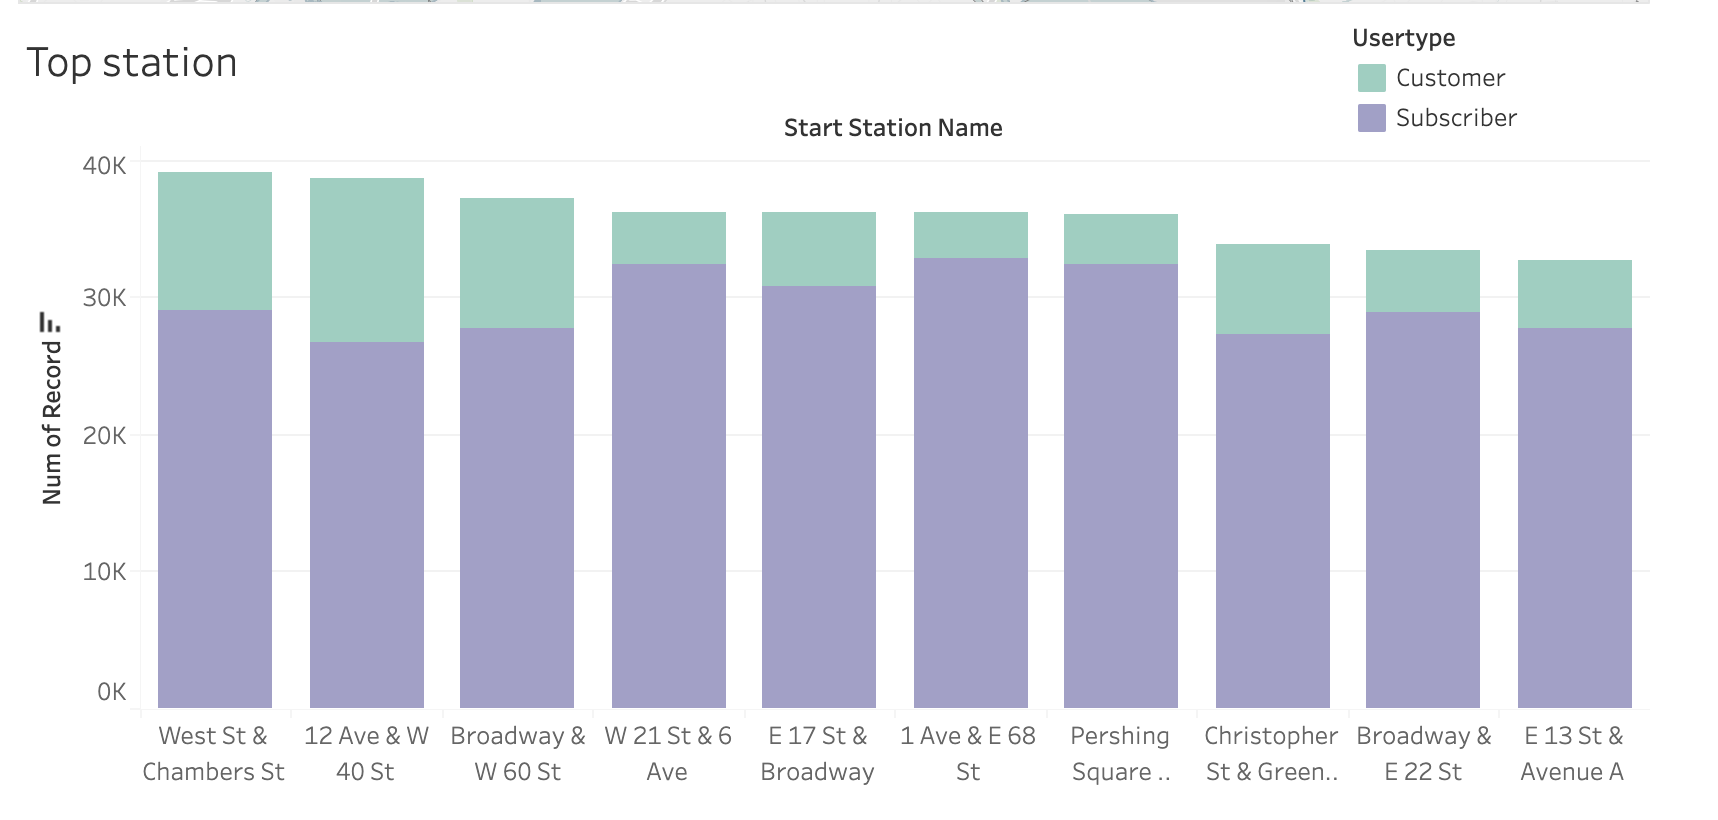 Top station
Usertype
Customer
Subscriber
Start Station Name
40K
30K
20K
10K
0K
Num of Record
West St &
Chambers St
12 Ave & W
40 St
Broadway &
W 60 St
W 21 St & 6
Ave
E 17 St &
Broadway
1 Ave & E 68
St
Pershing
Square ..
Christopher
St & Green..
Broadway &
E 22 St
E 13 St &
Avenue A